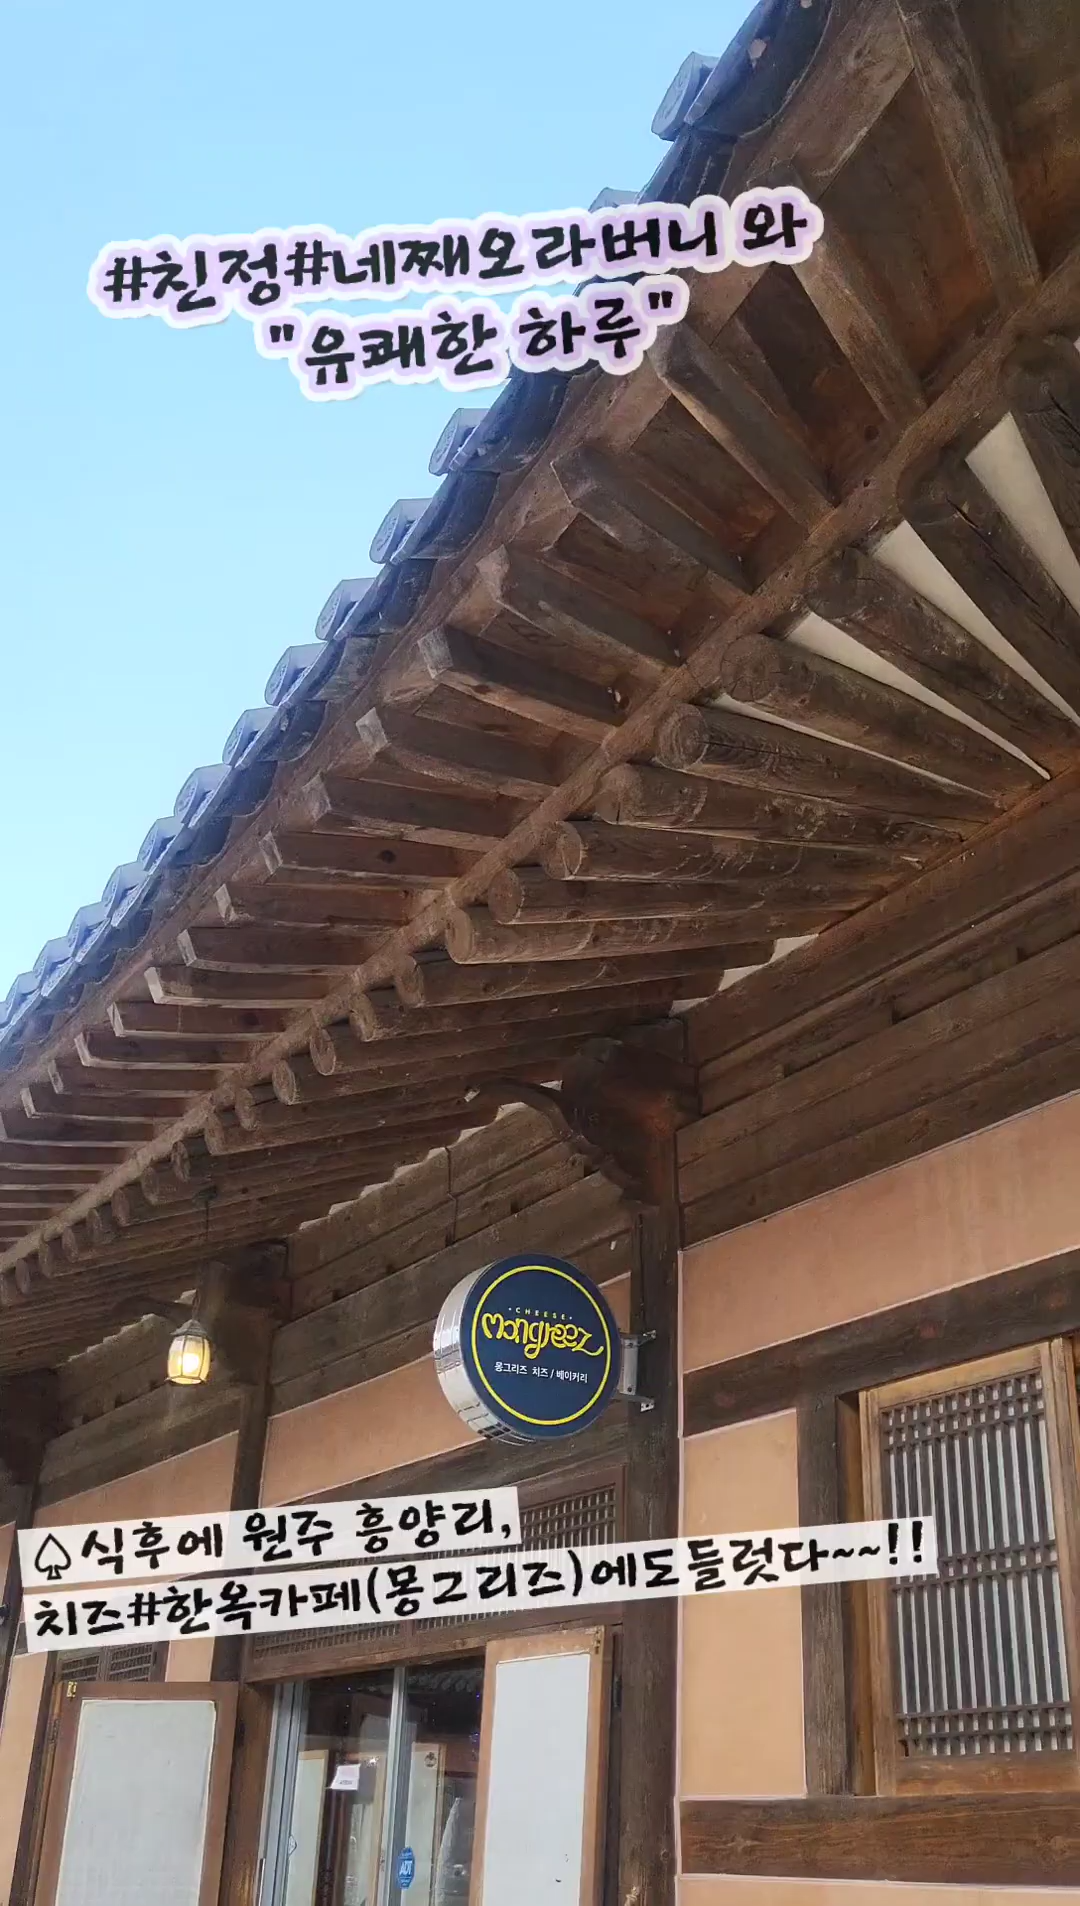 #친정#네째오라버니 와
"유쾌한 하루"
CHEESE
mongreez
몽그리즈 치즈 / 베이커리
♤식후에 원주 흥양리,
치즈#한옥카페(몽그리즈)에도들렀다~~!!
ADT